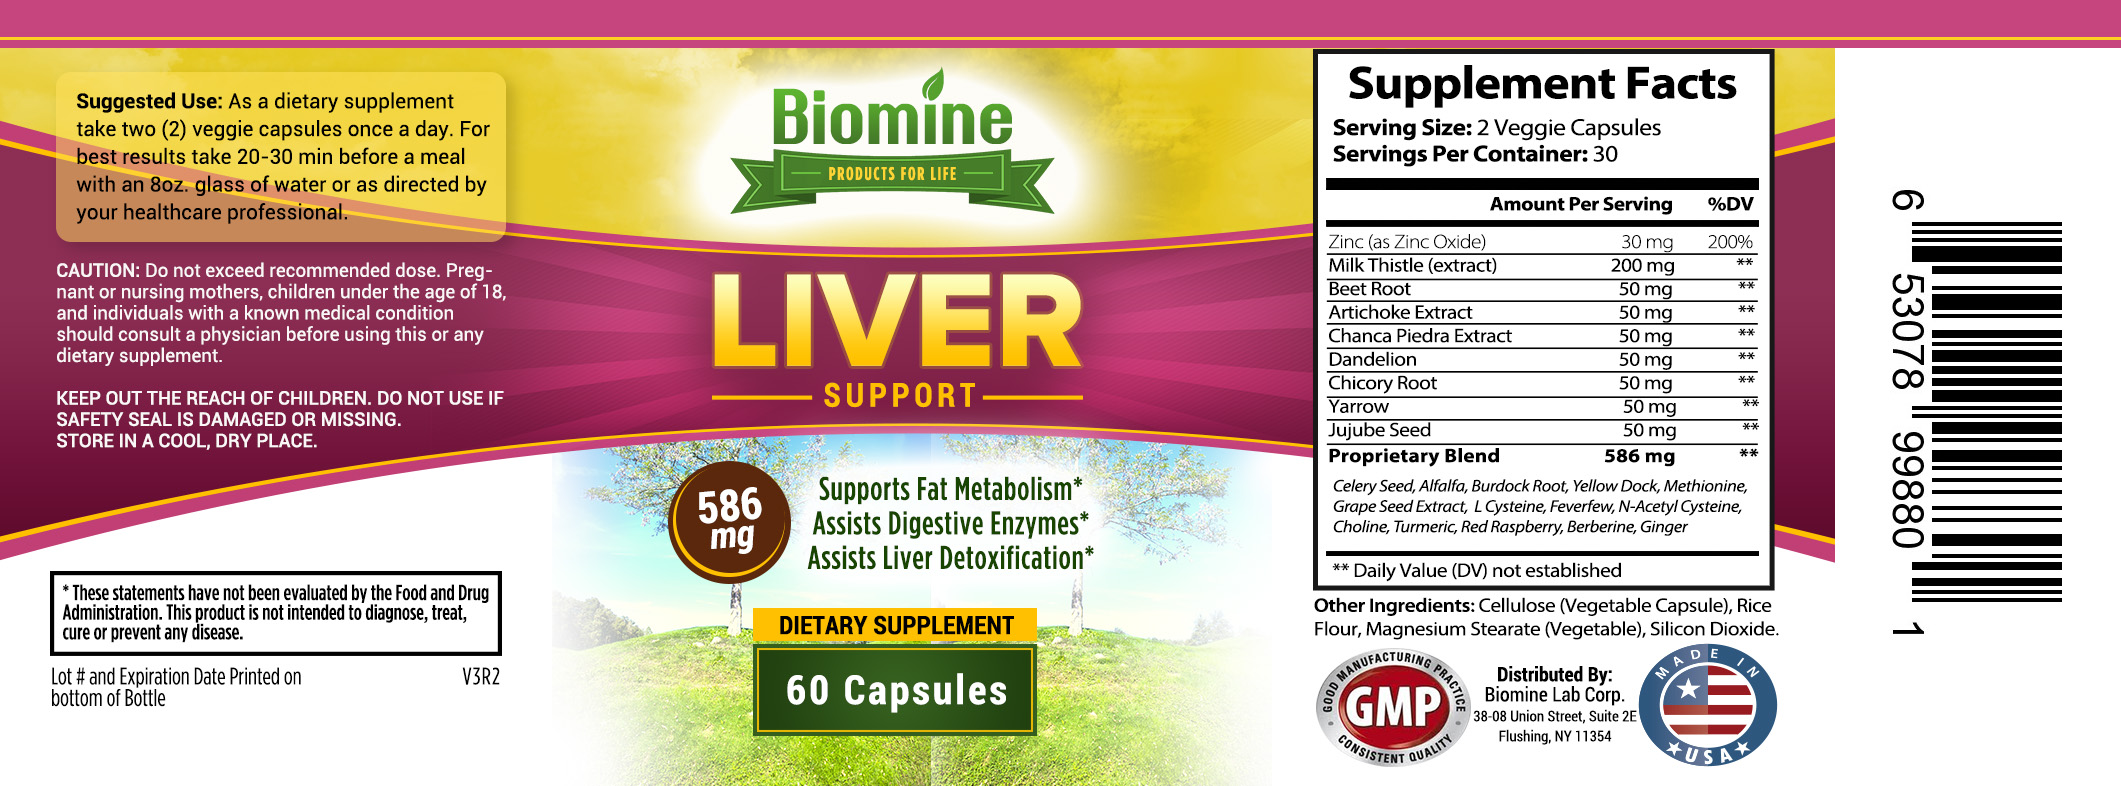 Suggested Use: As a dietary supplement
take two (2) veggie capsules once a day. For
best results take 20-30 min before a meal
with an 8oz. glass of water or as directed by
your healthcare professional.
CAUTION: Do not exceed recommended dose. Preg-
nant or nursing mothers, children under the age of 18,
and individuals with a known medical condition
should consult a physician before using this or any
dietary supplement.
KEEP OUT THE REACH OF CHILDREN. DO NOT USE IF
SAFETY SEAL IS DAMAGED OR MISSING.
STORE IN A COOL, DRY PLACE.
* These statements have not been evaluated by the Food and Drug
Administration. This product is not intended to diagnose, treat,
cure or prevent any disease.
Lot # and Expiration Date Printed on
bottom of Bottle
V3R2
Biomine
PRODUCTS FOR LIFE
LIVER
SUPPORT
586
mg
Supports Fat Metabolism*
Assists Digestive Enzymes*
Assists Liver Detoxification*
DIETARY SUPPLEMENT
60 Capsules
Supplement Facts
Serving Size: 2 Veggie Capsules
Servings Per Container: 30
Amount Per Serving %DV
Zinc (as Zinc Oxide) 30 mg 200%
Milk Thistle (extract) 200 mg **
Beet Root 50 mg **
Artichoke Extract 50 mg **
Chanca Piedra Extract 50 mg **
Dandelion 50 mg **
Chicory Root 50 mg **
Yarrow 50 mg **
Jujube Seed 50 mg **
Proprietary Blend 586 mg **
Celery Seed, Alfalfa, Burdock Root, Yellow Dock, Methionine,
Grape Seed Extract, L Cysteine, Feverfew, N-Acetyl Cysteine,
Choline, Turmeric, Red Raspberry, Berberine, Ginger
** Daily Value (DV) not established
Other Ingredients: Cellulose (Vegetable Capsule), Rice
Flour, Magnesium Stearate (Vegetable), Silicon Dioxide.
GOOD MANUFACTURING PRACTICE
GMP
CONSISTENT QUALITY
Distributed By:
Biomine Lab Corp.
38-08 Union Street, Suite 2E
Flushing, NY 11354
MADE IN
USA
6 53078 99880 1